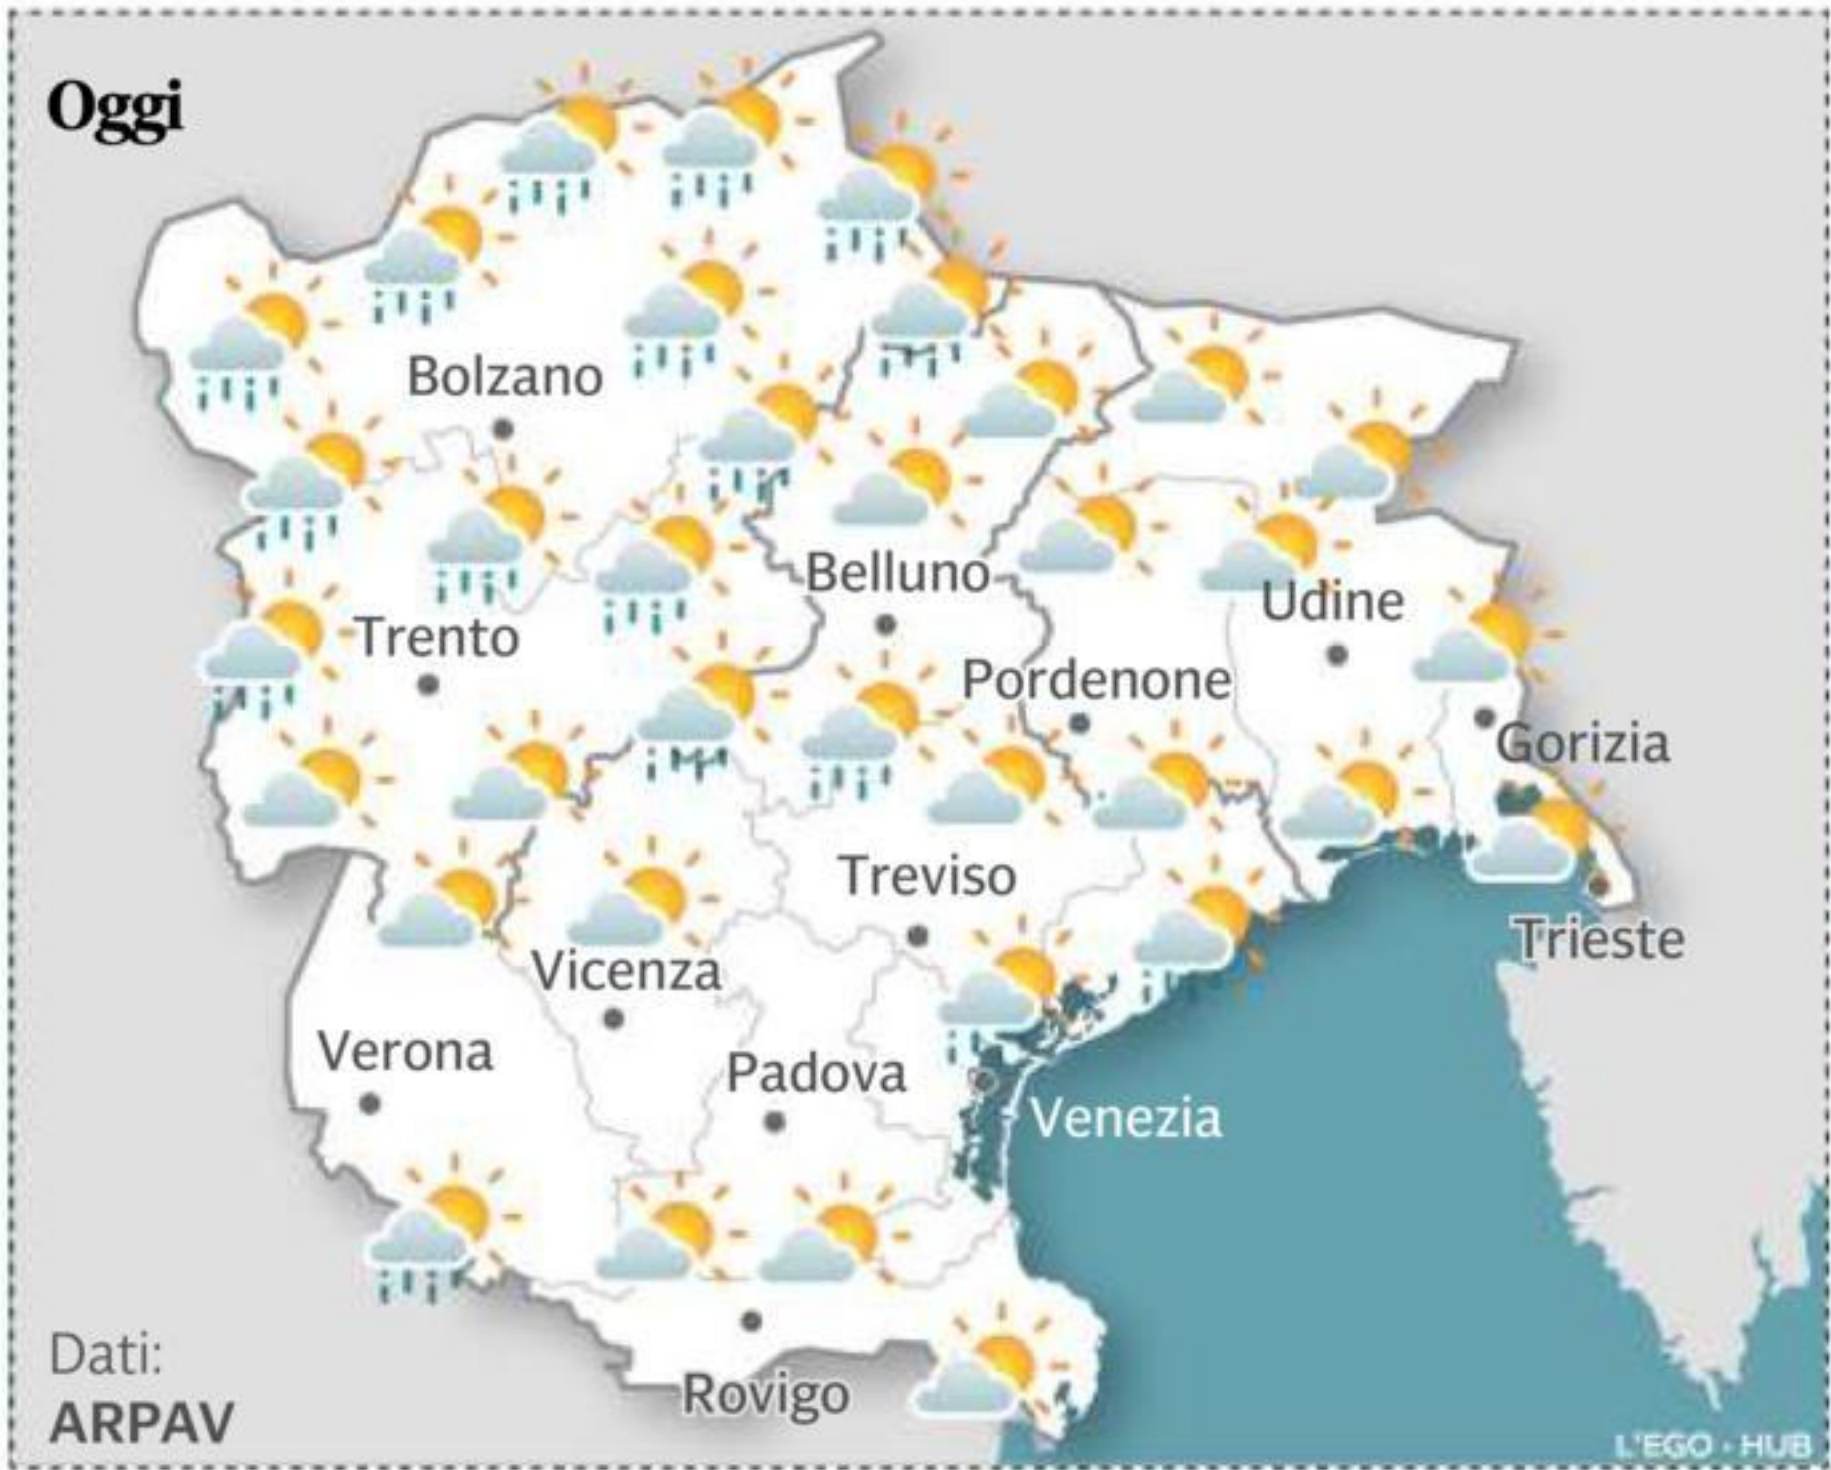 Oggi
Bolzano
Belluno
Udine
Trento
Pordenone
Gorizia
Treviso
Trieste
Vicenza
Verona
Padova
Venezia
Dati:
ARPAV
Rovigo
L'EGO - HUB